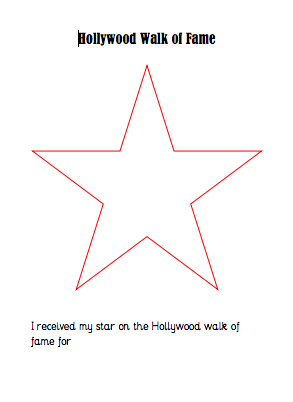 Hollywood Walk of Fame
I received my star on the Hollywood walk of
fame for